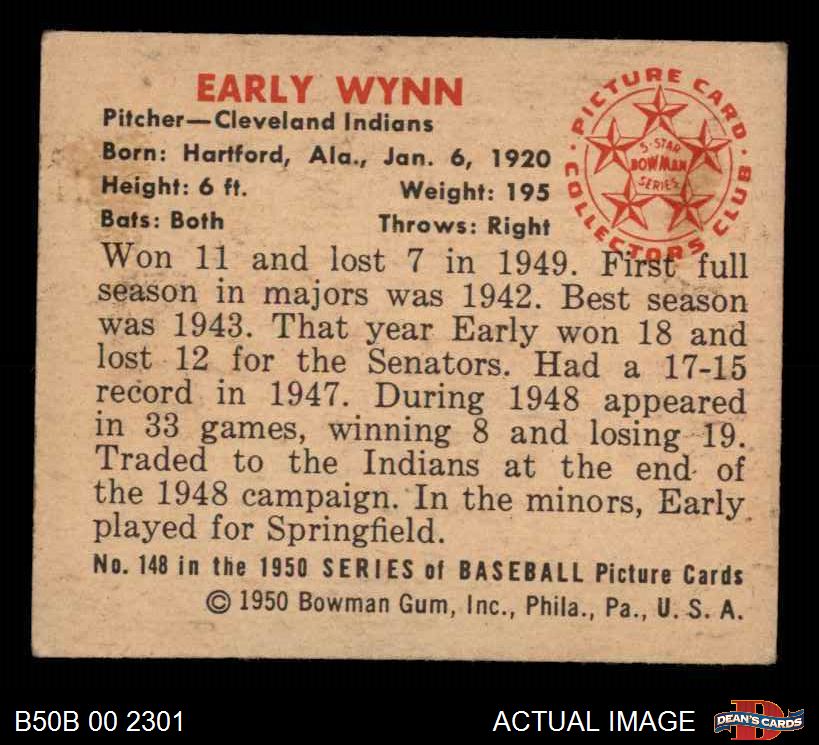 EARLY WYNN
Pitcher—Cleveland Indians
Born: Hartford, Ala., Jan. 6, 1920
Height: 6 ft. Weight: 195
Bats: Both Throws: Right
PICTURE CARD COLLECTORS CLUB
5-STAR
BOWMAN
SERIES
Won 11 and lost 7 in 1949. First full
season in majors was 1942. Best season
was 1943. That year Early won 18 and
lost 12 for the Senators. Had a 17-15
record in 1947. During 1948 appeared
in 33 games, winning 8 and losing 19.
Traded to the Indians at the end of
the 1948 campaign. In the minors, Early
played for Springfield.
No. 148 in the 1950 SERIES of BASEBALL Picture Cards
© 1950 Bowman Gum, Inc., Phila., Pa., U. S. A.
B50B 00 2301 ACTUAL IMAGE DEAN'S CARDS